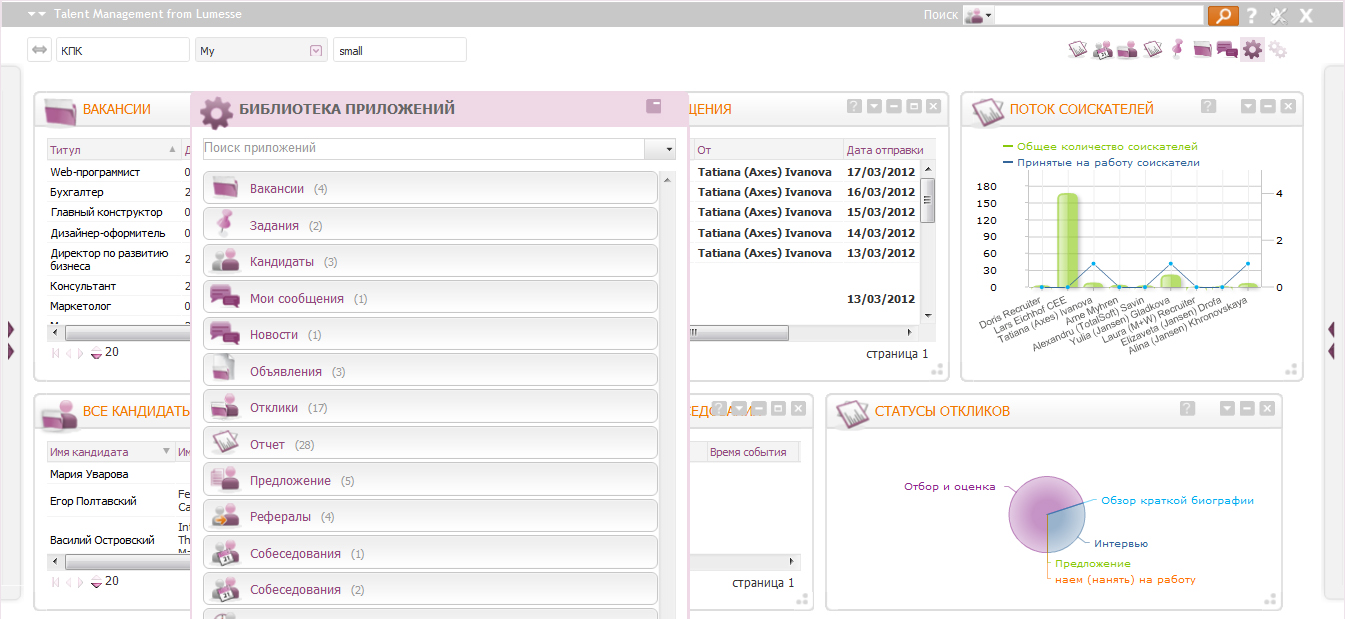 Talent Management from Lumesse
Поиск
КПК
My
small
ВАКАНСИИ
Титул
Web-программист
Бухгалтер
Главный конструктор
Дизайнер-оформитель
Директор по развитию
бизнеса
Консультант
Маркетолог
20
БИБЛИОТЕКА ПРИЛОЖЕНИЙ
Поиск приложений
Вакансии (4)
Задания (2)
Кандидаты (3)
Мои сообщения (1)
Новости (1)
Объявления (3)
Отклики (17)
Отчет (28)
Предложение (5)
Рефералы (4)
Собеседования (1)
Собеседования (2)
ЩЕНИЯ
От Дата отправки
Tatiana (Axes) Ivanova 17/03/2012
Tatiana (Axes) Ivanova 16/03/2012
Tatiana (Axes) Ivanova 15/03/2012
Tatiana (Axes) Ivanova 14/03/2012
Tatiana (Axes) Ivanova 13/03/2012
13/03/2012
страница 1
ПОТОК СОИСКАТЕЛЕЙ
Общее количество соискателей
Принятые на работу соискатели
180
150
120
90
60
30
0
4
2
0
Doris Recruiter
Lars Eichhof CEE
Tatiana (Axes) Ivanova
Arne Myhren
Alexandru (TotalSoft) Savin
Yulia (Jansen) Gladkova
Laura (M+W) Recruiter
Elizaveta (Jansen) Drofa
Alina (Jansen) Khronovskaya
ВСЕ КАНДИДАТЫ
Имя кандидата Им
Мария Уварова
Егор Полтавский
Fe
Ca
Василий Островский
Int
Th
Ma
20
Время события
страница 1
СТАТУСЫ ОТКЛИКОВ
Отбор и оценка
Обзор краткой биографии
Интервью
Предложение
наем (нанять) на работу